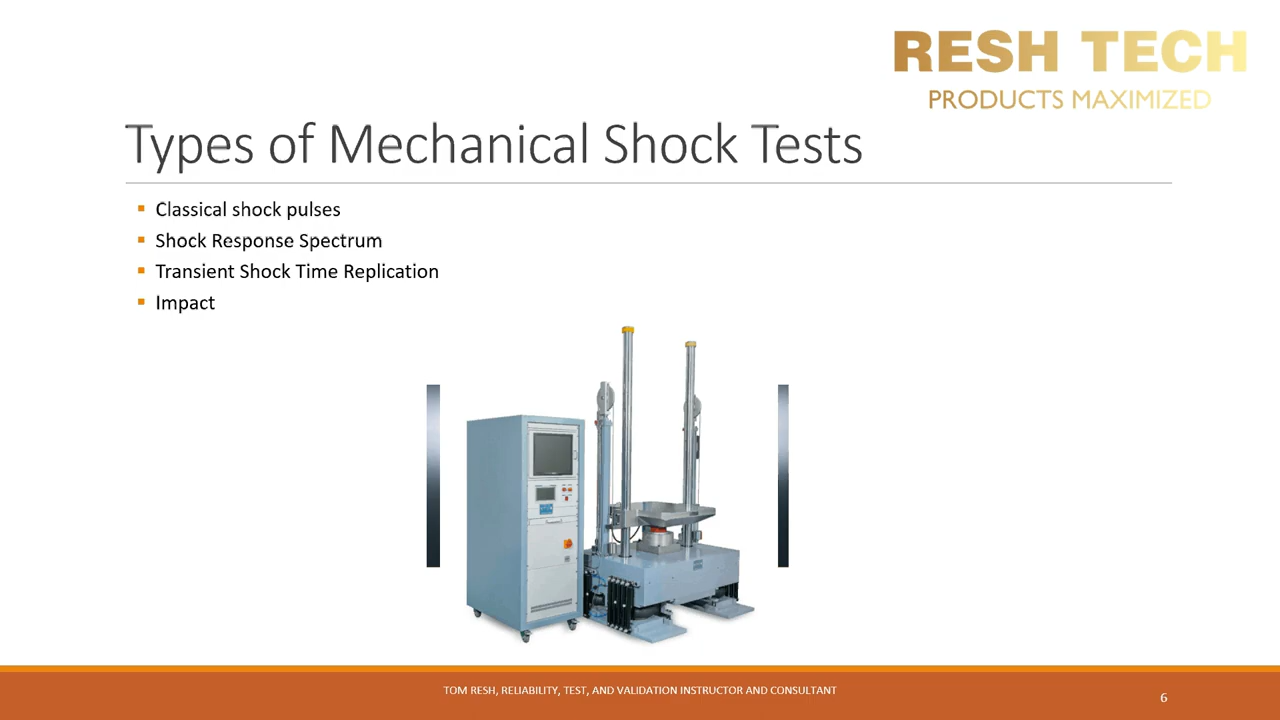 RESH TECH
PRODUCTS MAXIMIZED
Types of Mechanical Shock Tests
Classical shock pulses
Shock Response Spectrum
Transient Shock Time Replication
Impact
TOM RESH, RELIABILITY, TEST, AND VALIDATION INSTRUCTOR AND CONSULTANT
6